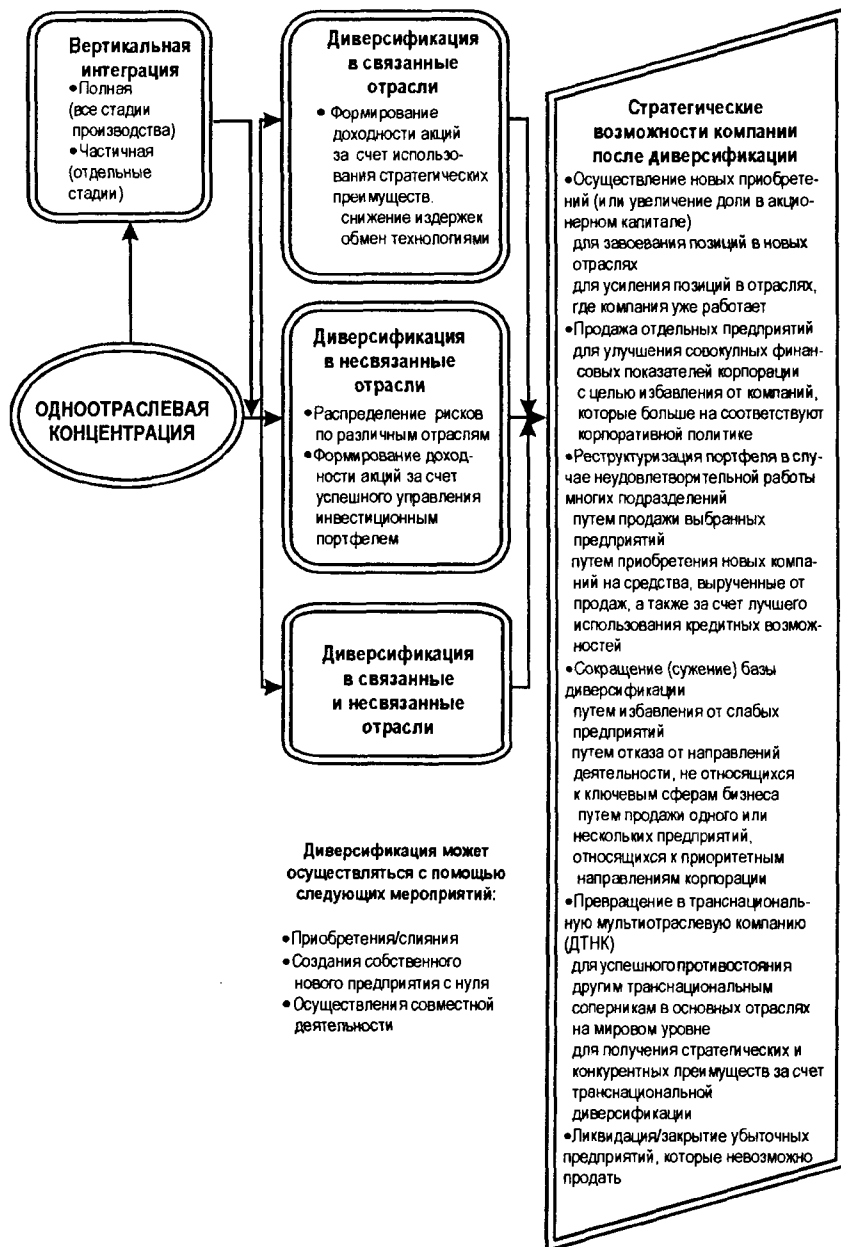 Вертикальная
интеграция
•Полная
(все стадии
производства)
•Частичная
(отдельные
стадии)
ОДНООТРАСЛЕВАЯ
КОНЦЕНТРАЦИЯ
Диверсификация
в связанные
отрасли
• Формирование
доходности акций
за счет использо-
вания стратегических
преимуществ.
снижение издержек
обмен технологиями
Диверсификация
в несвязанные
отрасли
• Распределение рисков
по различным отраслям
• Формирование доход-
ности акций за счет
успешного управления
инвестиционным
портфелем
Диверсификация
в связанные
и несвязанные
отрасли
Диверсификация может
осуществляться с помощью
следующих мероприятий:
•Приобретения/слияния
•Создания собственного
нового предприятия с нуля
• Осуществления совместной
деятельности
Стратегические
возможности компании
после диверсификации
•Осуществление новых приобрете-
ний (или увеличение доли в акцио-
нерном капитале)
для завоевания позиций в новых
отраслях
для усиления позиций в отраслях,
где компания уже работает
•Продажа отдельных предприятий
для улучшения совокулных финан-
совых показателей корпорации
с целью избавления от компаний,
которые больше на соответствуют
корпоративной политике
•Реструктуризация портфеля в слу-
чае неудовлетворительной работы
многих подразделений
путем продажи выбранных
предприятий
путем приобретения новых компа-
ний на средства, вырученные от
продаж, а также за счет лучшего
использования кредитных возмож-
ностей
•Сокращение (сужение) базы
диверсификации
путем избавления от слабых
предприятий
путем отказа от направлений
деятельности, не относящихся
к ключевым сферам бизнеса
путем продажи одного или
нескольких предприятий,
относящихся к приоритетным
направлениям корпорации
•Превращение в транснациональ-
ную мультиотраслевую компанию
(ДТНК)
для успешного противостояния
другим транснациональным
соперникам в основных отраслях
на мировом уровне
для получения стратегических и
конкурентных преимуществ за счет
транснациональной
диверсификации
•Ликвидация/закрытие убыточных
предприятий, которые невозможно
продать